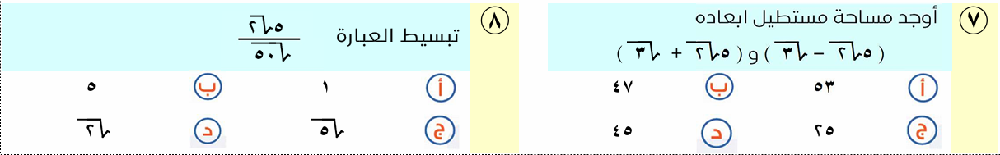 ٧ أوجد مساحة مستطيل ابعاده
( ٥√٢ − √٣ ) و ( ٥√٢ + √٣ )
أ ٥٣ ب ٤٧
ج ٢٥ د ٤٥
٨ تبسيط العبارة ٥√٢ / √٥٠
أ ١ ب ٥
ج √٥ د √٢